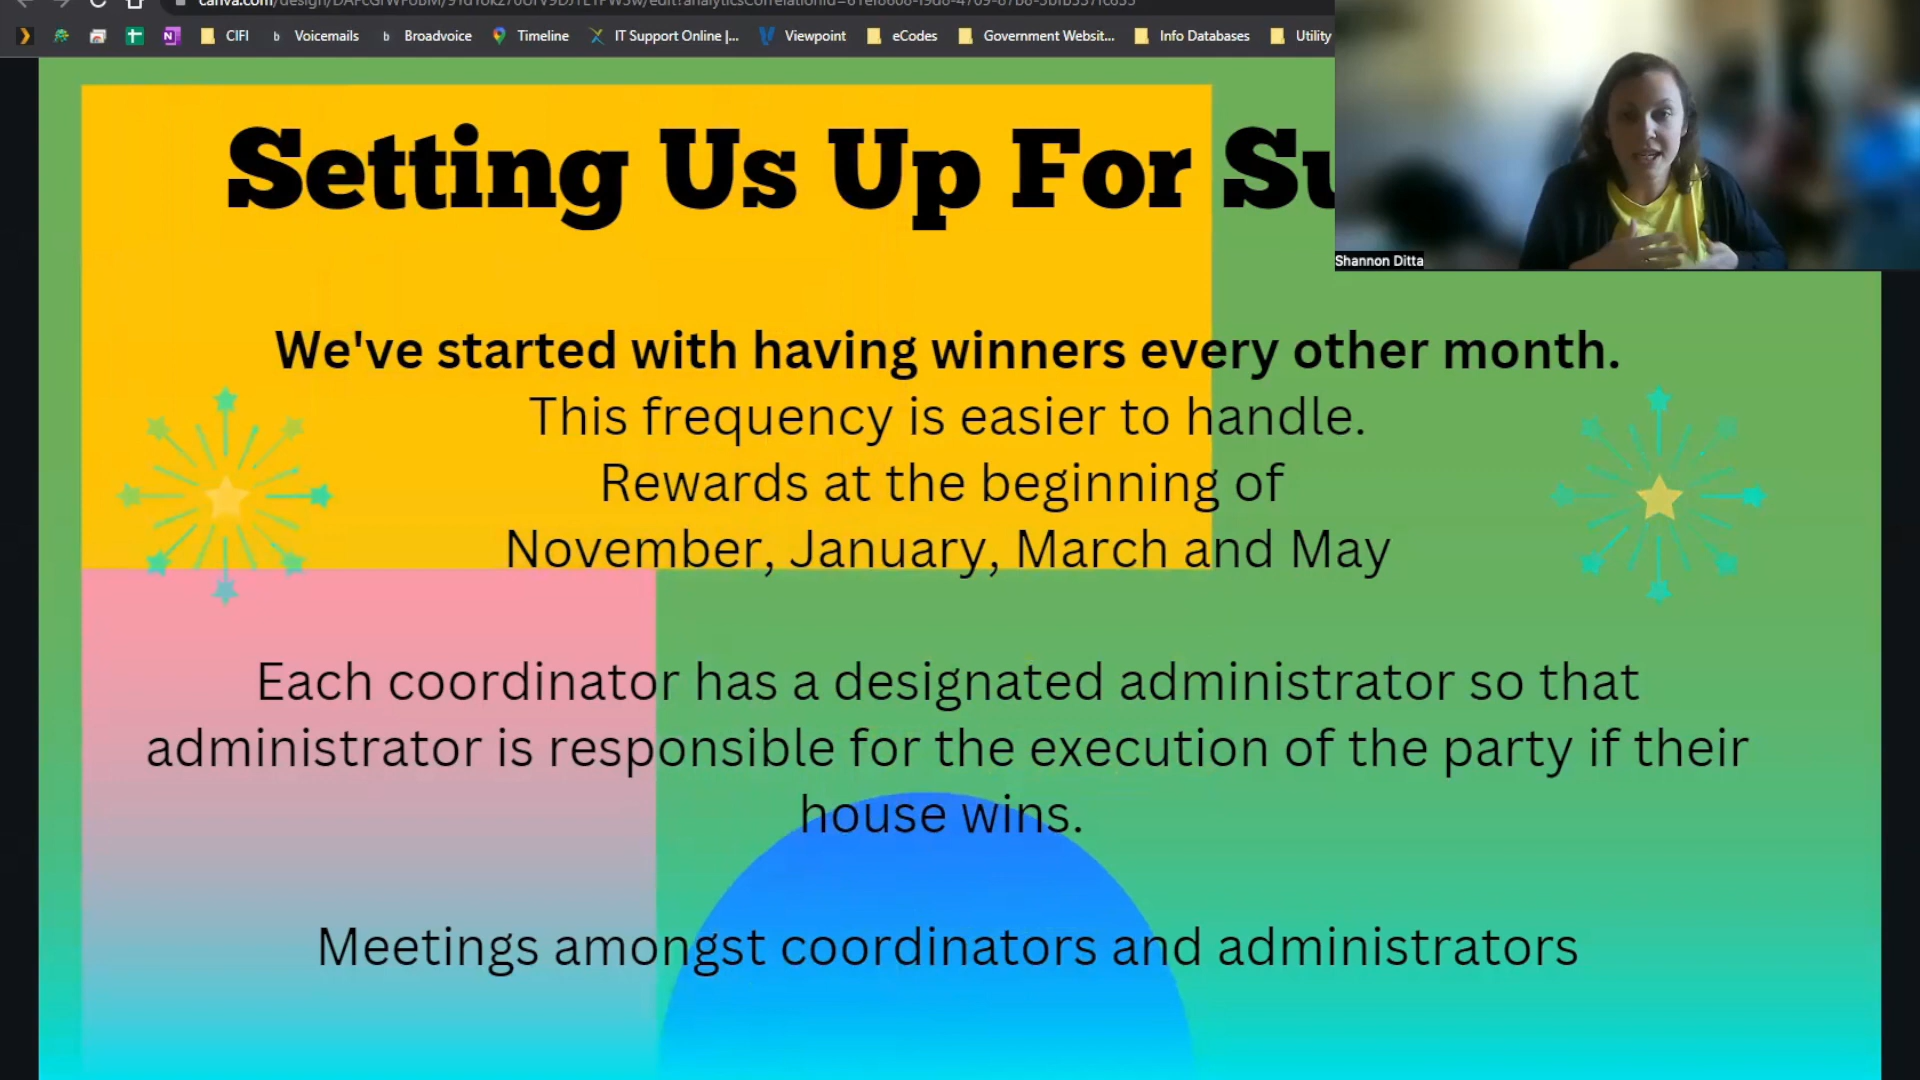 CIFI
b Voicemails
b Broadvoice
Timeline
IT Support Online |...
Viewpoint
eCodes
Government Websit...
Info Databases
Utility
Shannon Ditta
Setting Us Up For Su
We've started with having winners every other month.
This frequency is easier to handle.
Rewards at the beginning of
November, January, March and May
Each coordinator has a designated administrator so that
administrator is responsible for the execution of the party if their
house wins.
Meetings amongst coordinators and administrators